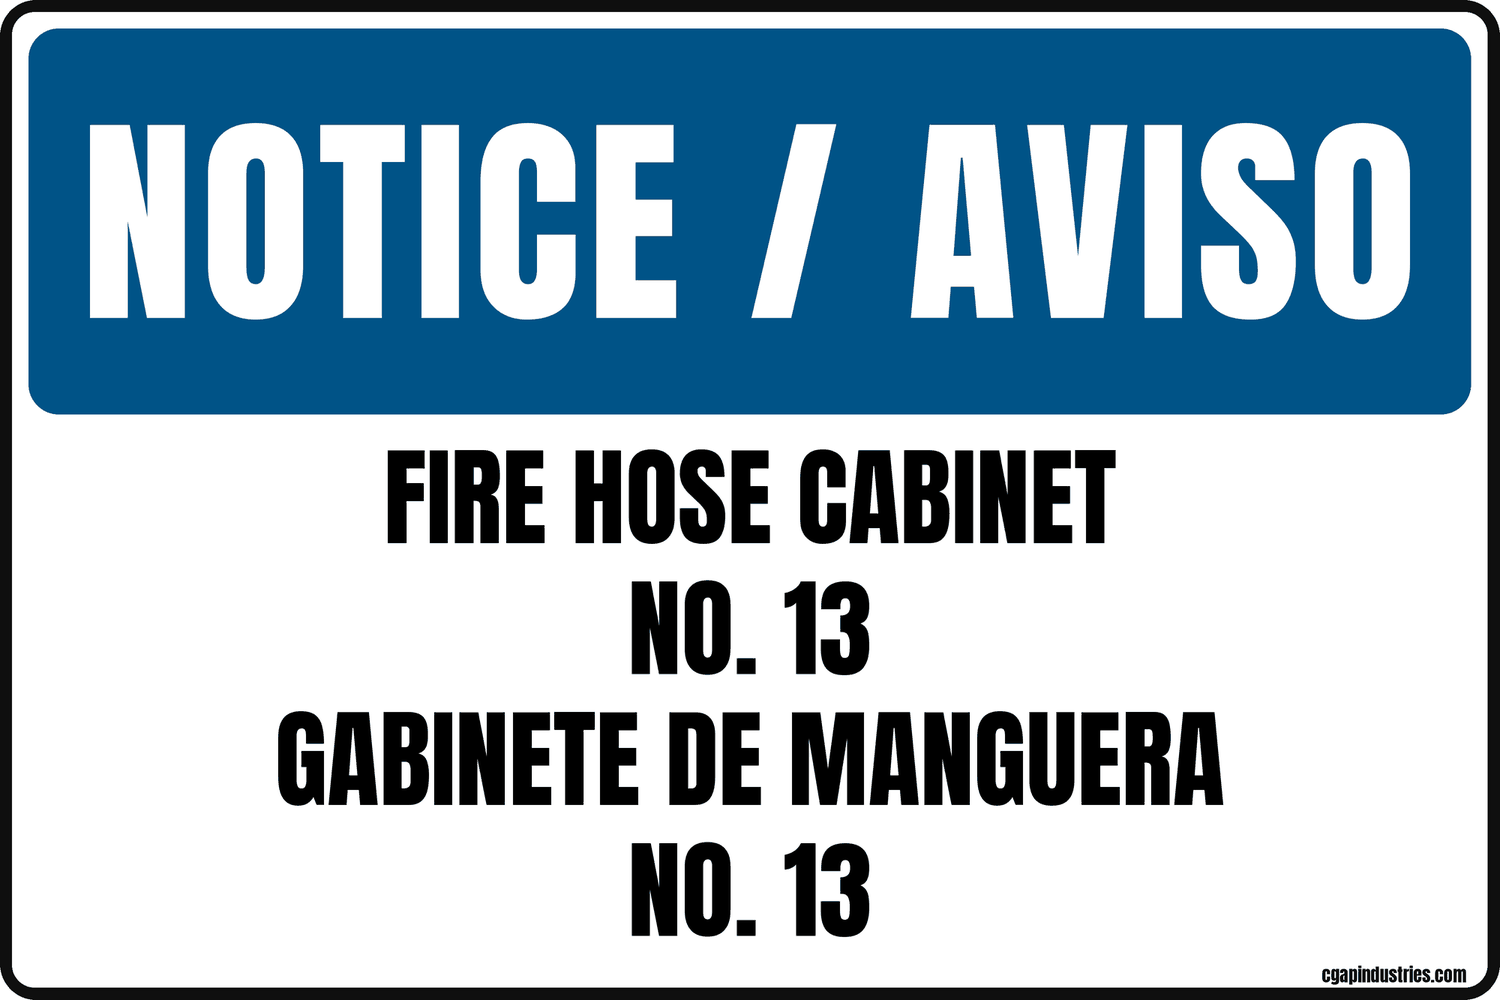 NOTICE / AVISO
FIRE HOSE CABINET
NO. 13
GABINETE DE MANGUERA
NO. 13
cgapindustries.com